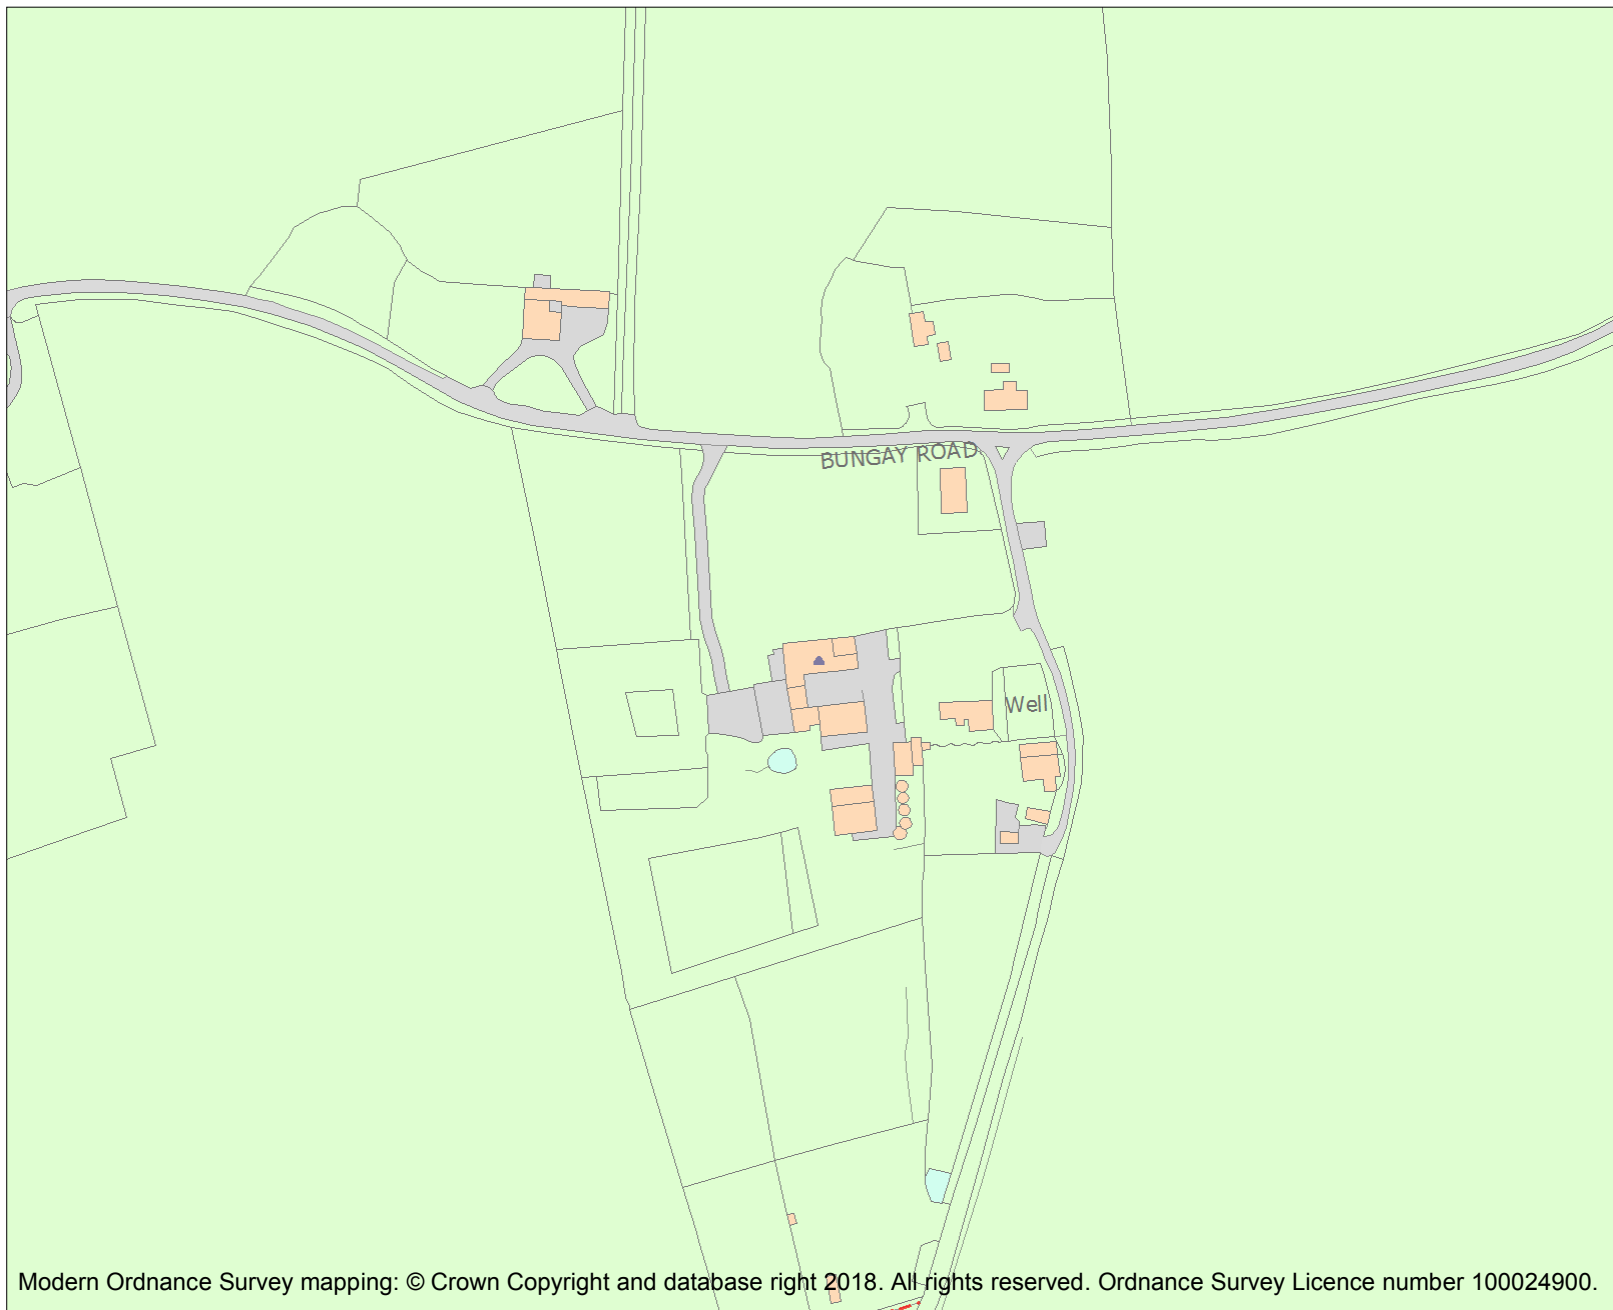 BUNGAY ROAD
Well
Modern Ordnance Survey mapping: © Crown Copyright and database right 2018. All rights reserved. Ordnance Survey Licence number 100024900.